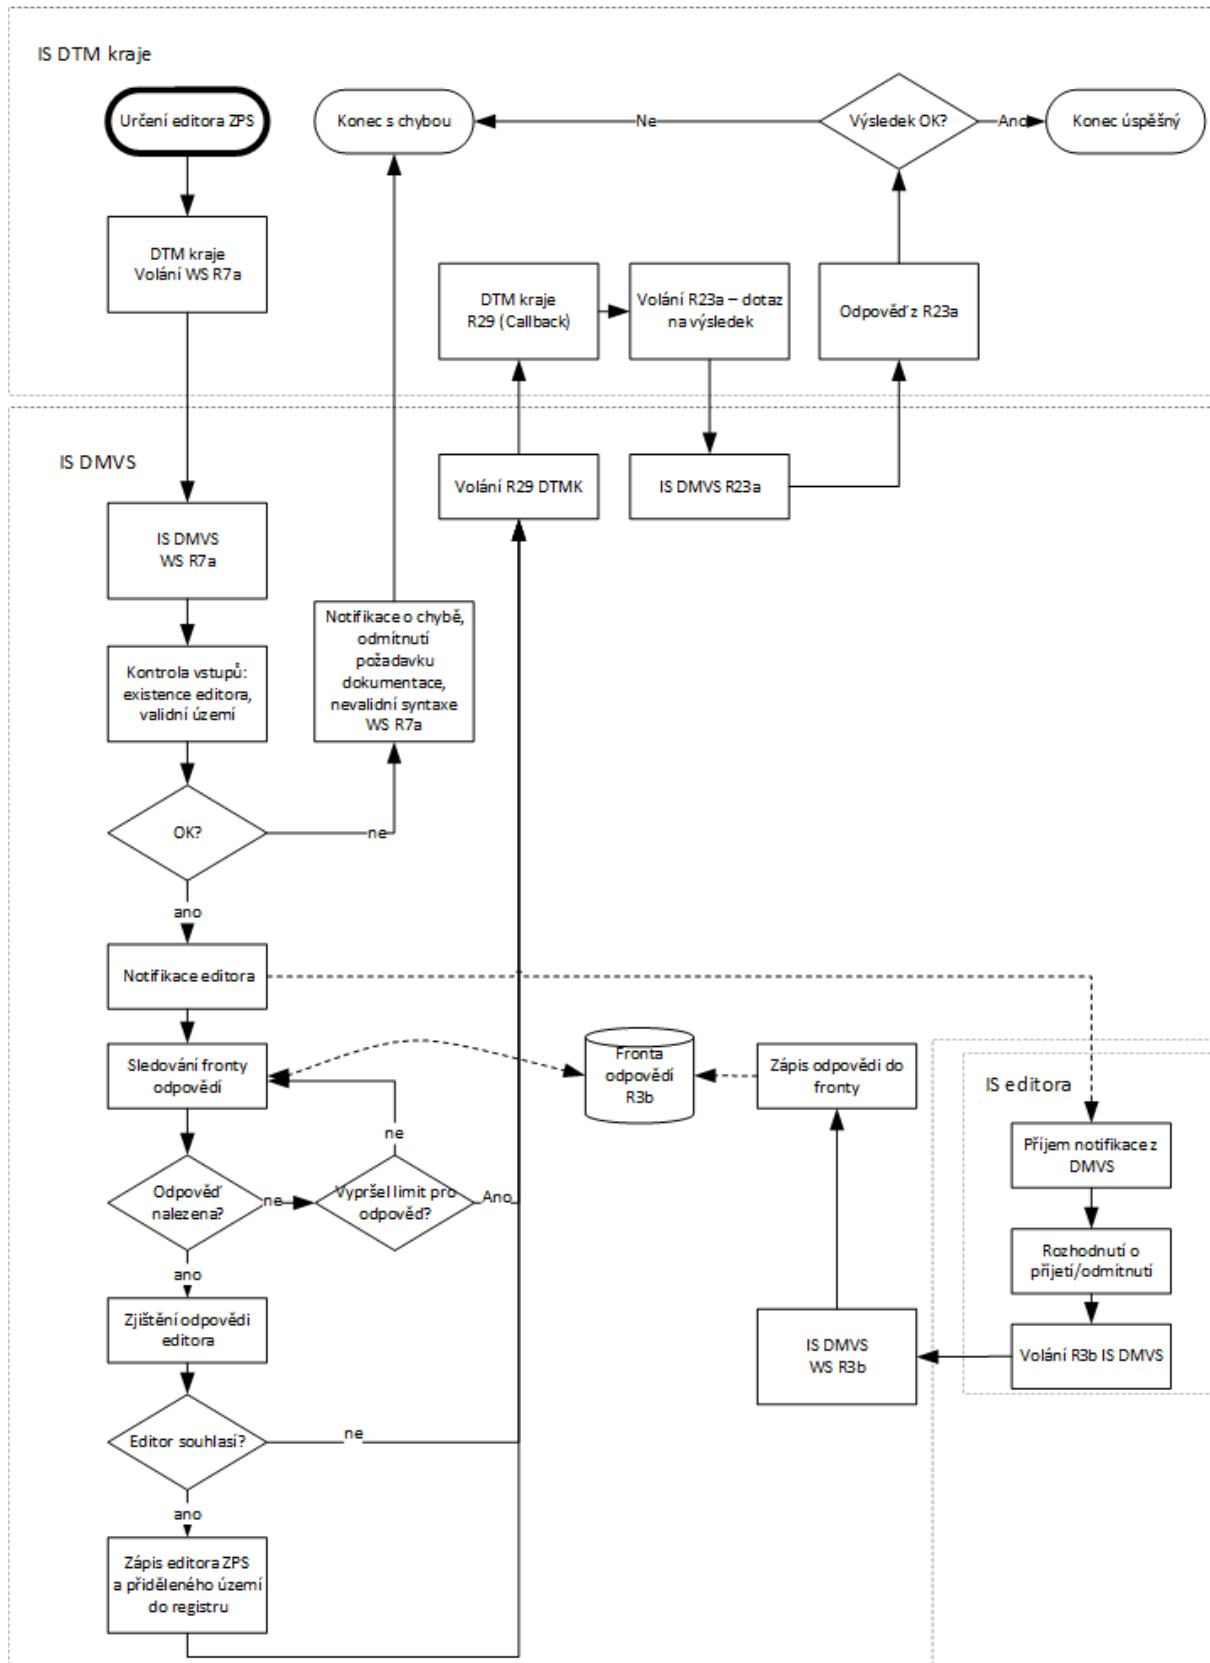 IS DTM kraje
Určení editora ZPS
Konec s chybou
Ne
Výsledek OK?
Ano
Konec úspěšný
DTM kraje
Volání WS R7a
DTM kraje
R29 (Callback)
Volání R23a – dotaz
na výsledek
Odpověď z R23a
IS DMVS
Volání R29 DTMK
IS DMVS R23a
IS DMVS
WS R7a
Notifikace o chybě,
odmítnutí
požadavku
dokumentace,
nevalidní syntaxe
WS R7a
Kontrola vstupů:
existence editora,
validní území
OK?
ne
ano
Notifikace editora
Sledování fronty
odpovědí
Fronta
odpovědí
R3b
Zápis odpovědi do
fronty
IS editora
Příjem notifikace z
DMVS
ne
Odpověď
nalezena?
ne
Vypršel limit pro
odpověd?
Ano
Rozhodnutí o
přijetí/odmítnutí
ano
Zjištění odpovědi
editora
IS DMVS
WS R3b
Volání R3b IS DMVS
Editor souhlasí?
ne
ano
Zápis editora ZPS
a přiděleného území
do registru